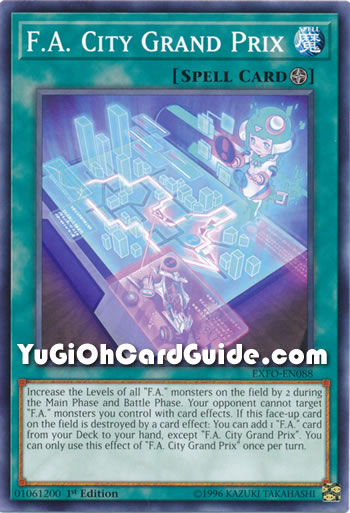 F.A. City Grand Prix
SPELL
魔
[Spell Card]
YuGiOhCardGuide.com
EXFO-EN088
Increase the Levels of all "F.A." monsters on the field by 2 during
the Main Phase and Battle Phase. Your opponent cannot target
"F.A." monsters you control with card effects. If this face-up card
on the field is destroyed by a card effect: You can add 1 "F.A."
card from your Deck to your hand, except "F.A. City Grand Prix". You
can only use this effect of "F.A. City Grand Prix" once per turn.
01061200 1st Edition ©1996 KAZUKI TAKAHASHI